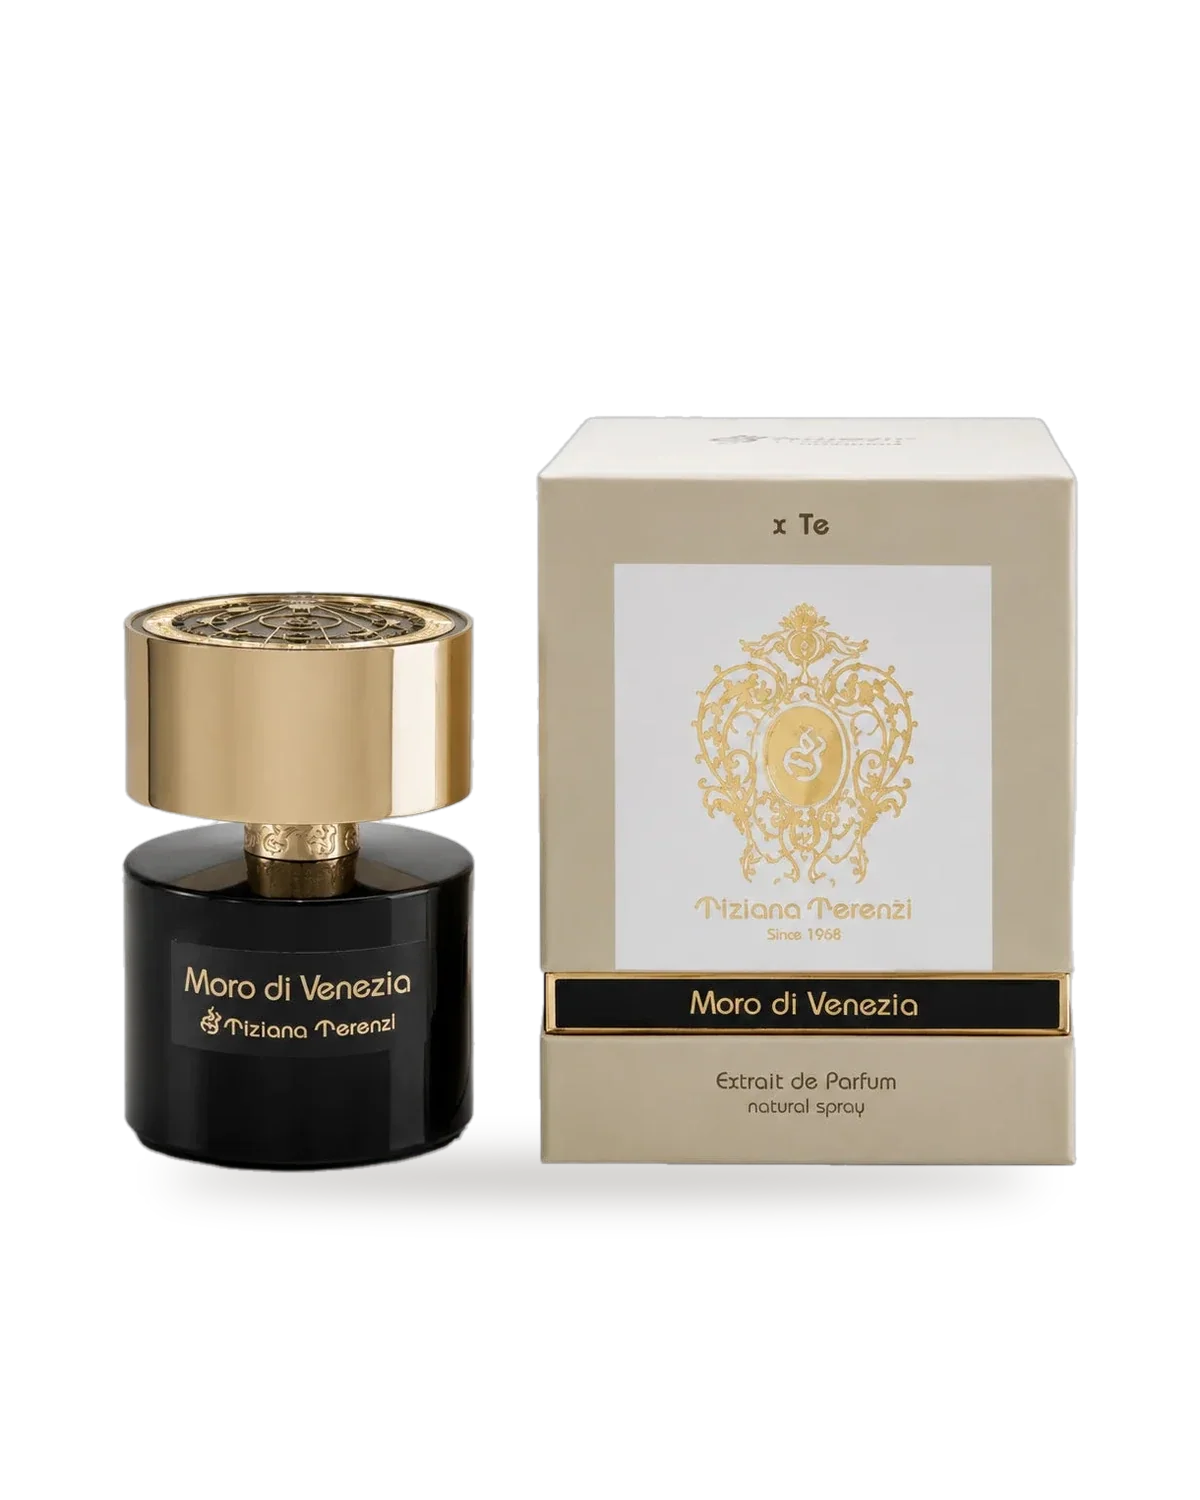 Moro di Venezia
Tiziana Terenzi
x Te
Tiziana Terenzi
Since 1968
Moro di Venezia
Extrait de Parfum
natural spray